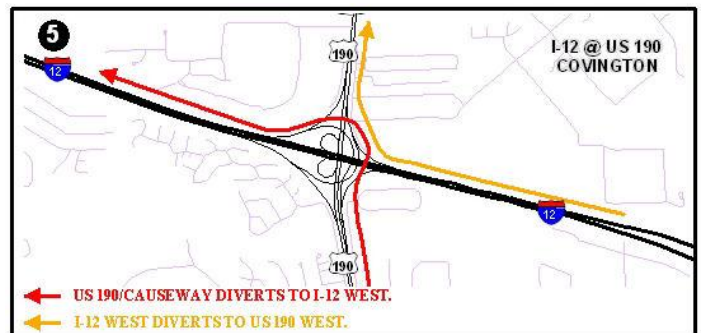 5
190
I-12 @ US 190
COVINGTON
12
12
190
US 190/CAUSEWAY DIVERTS TO I-12 WEST.
I-12 WEST DIVERTS TO US 190 WEST.